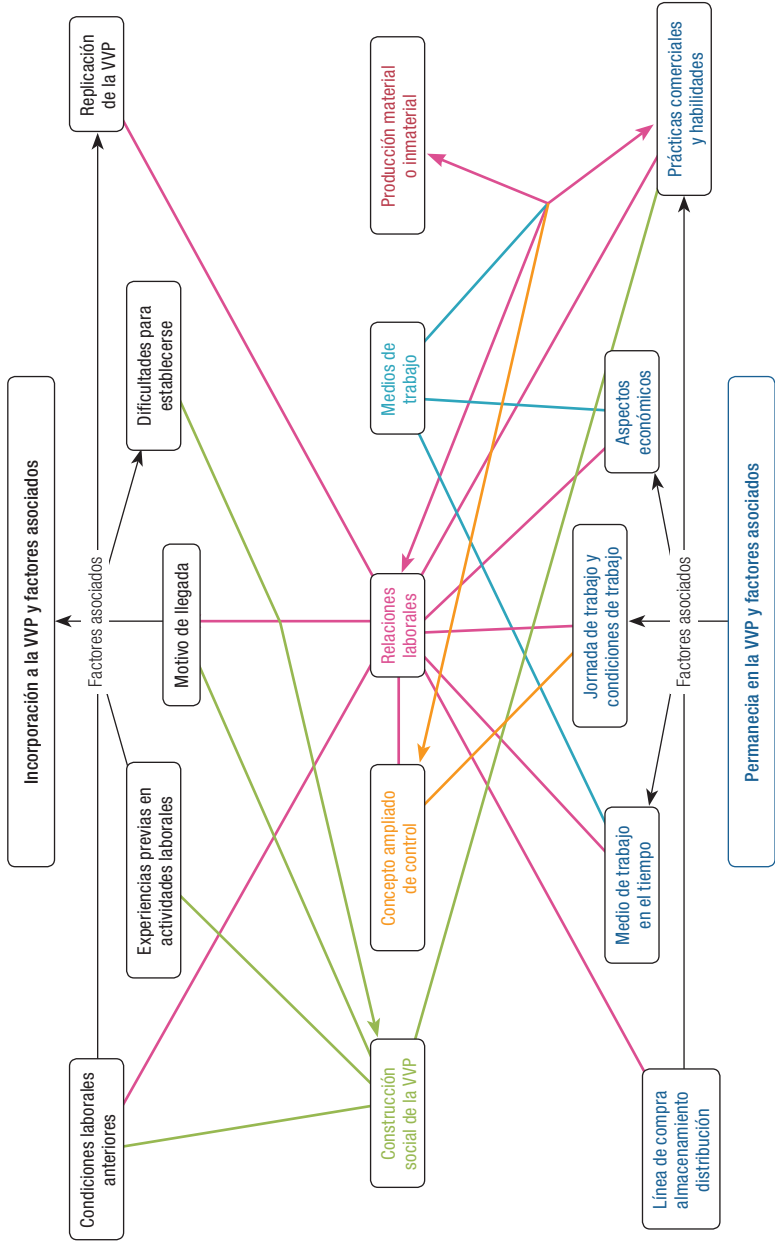 Incorporación a la VVP y factores asociados
Factores asociados
Condiciones laborales
anteriores
Experiencias previas en
actividades laborales
Motivo de llegada
Dificultades para
establecerse
Replicación
de la VVP
Construcción
social de la VVP
Concepto ampliado
de control
Relaciones
laborales
Medios de
trabajo
Producción material
o inmaterial
Línea de compra
almacenamiento
distribución
Medio de trabajo
en el tiempo
Jornada de trabajo y
condiciones de trabajo
Aspectos
económicos
Prácticas comerciales
y habilidades
Factores asociados
Permanecia en la VVP y factores asociados